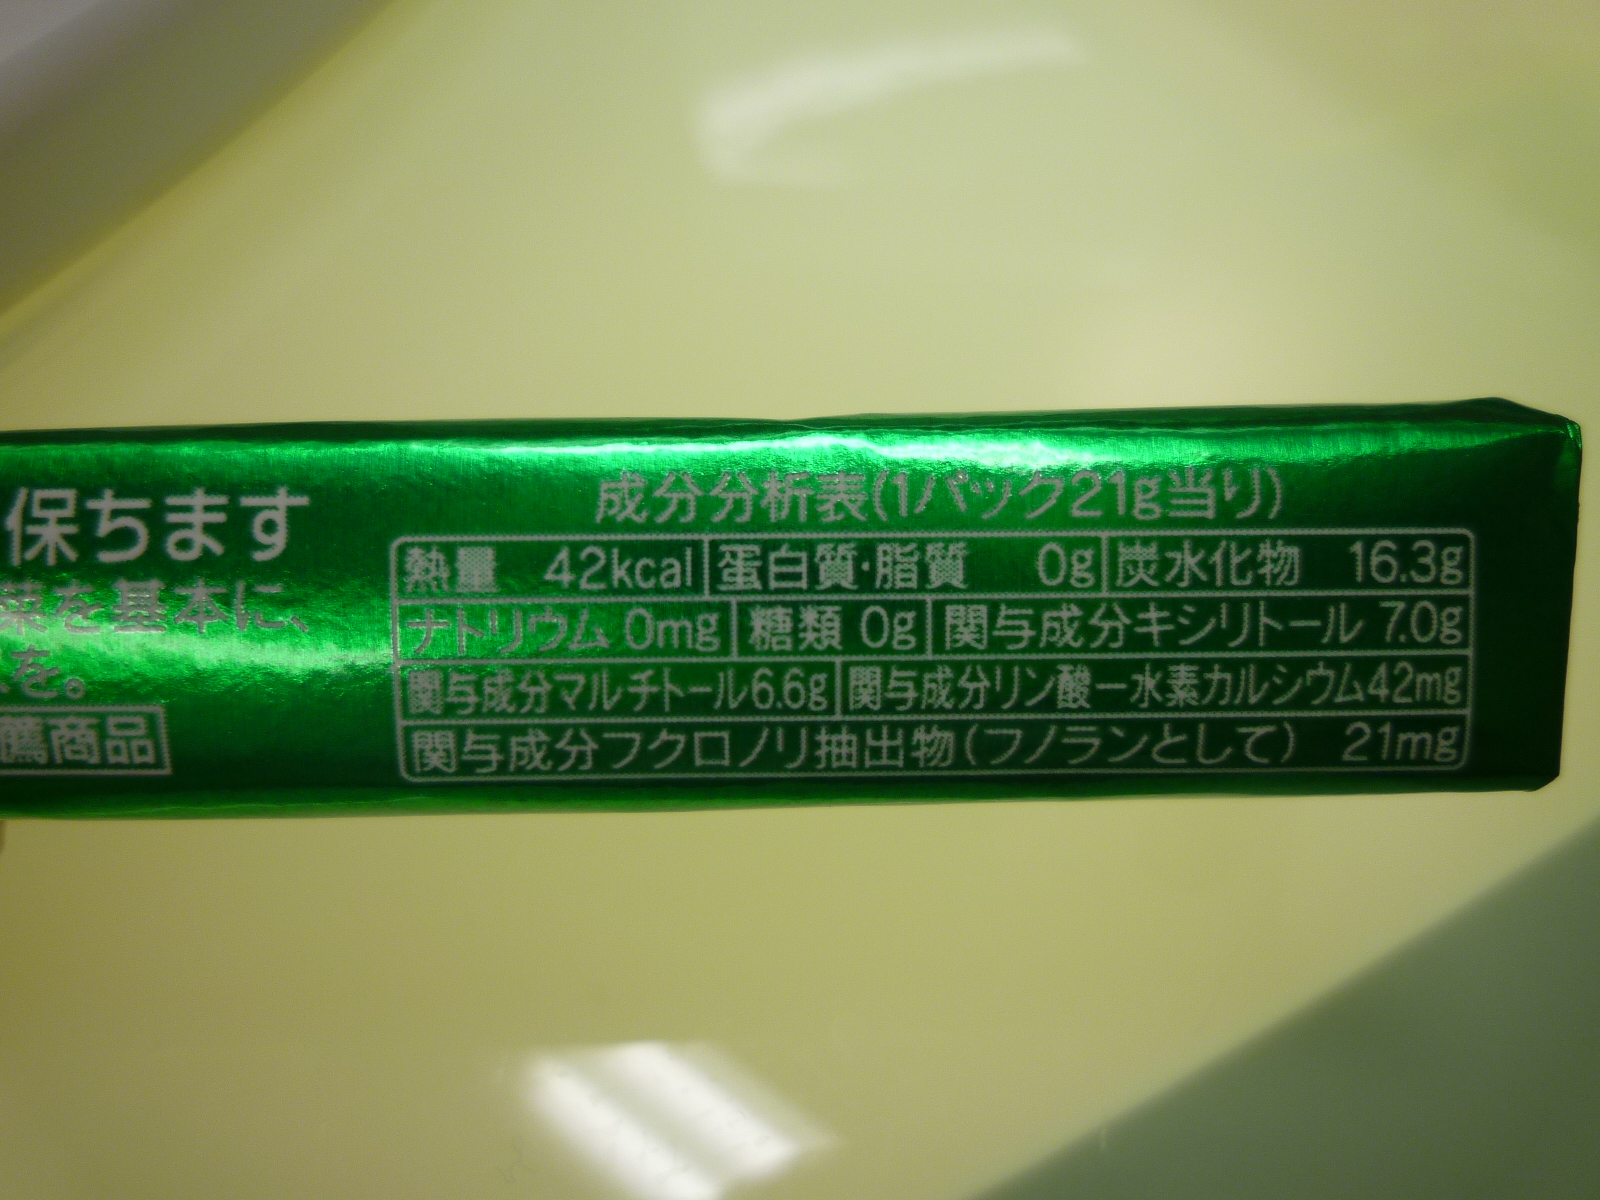 保ちます
菜を基本に、
を。
鷹商品
成分分析表(1パック21g当り)
熱量 42kcal 蛋白質・脂質 0g 炭水化物 16.3g
ナトリウム 0mg 糖類 0g 関与成分キシリトール 7.0g
関与成分マルチトール6.6g 関与成分リン酸一水素カルシウム42mg
関与成分フクロノリ抽出物(フノランとして) 21mg